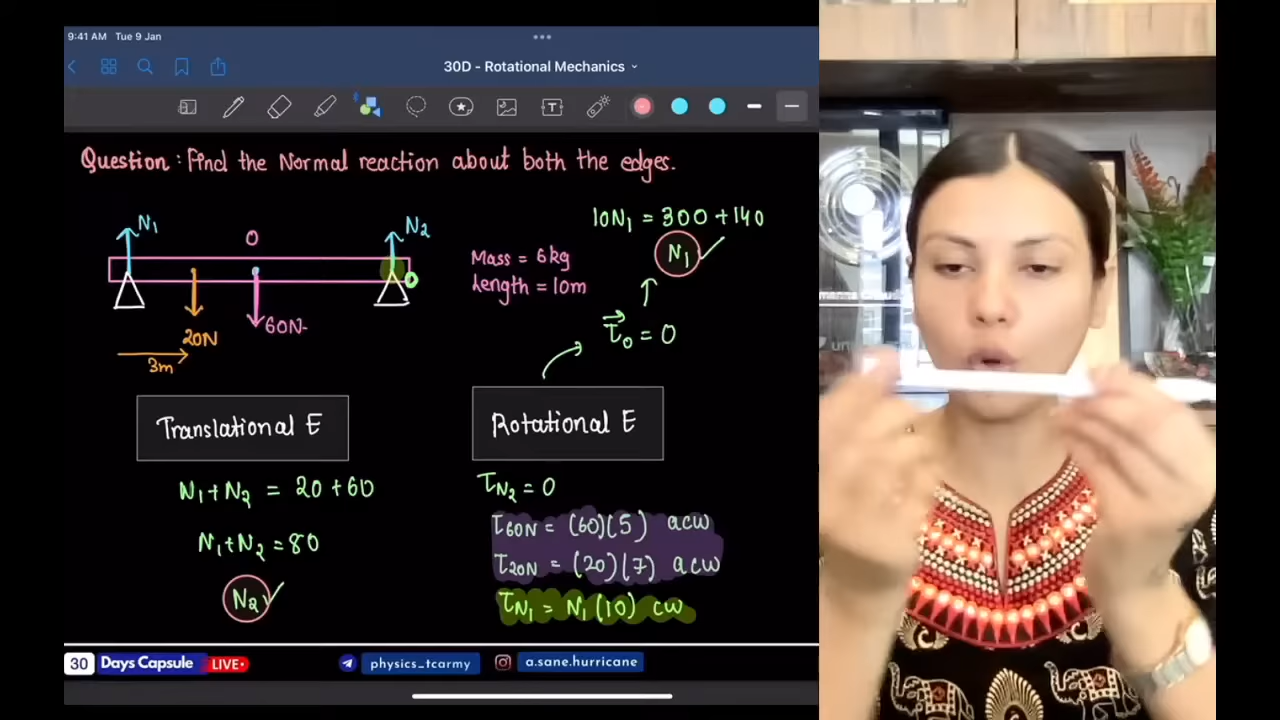 9:41 AM Tue 9 Jan
30D - Rotational Mechanics
Question: Find the Normal reaction about both the edges.
N1
O
N2
O
20N
60N
3m
Mass = 6kg
Length = 10m
10N1 = 300 + 140
N1
τo = 0
Translational E
N1 + N2 = 20 + 60
N1 + N2 = 80
N2
Rotational E
τN2 = 0
τ60N = (60)(5) acw
τ20N = (20)(7) acw
τN1 = N1(10) cw
30 Days Capsule LIVE
physics_tcarmy
a.sane.hurricane